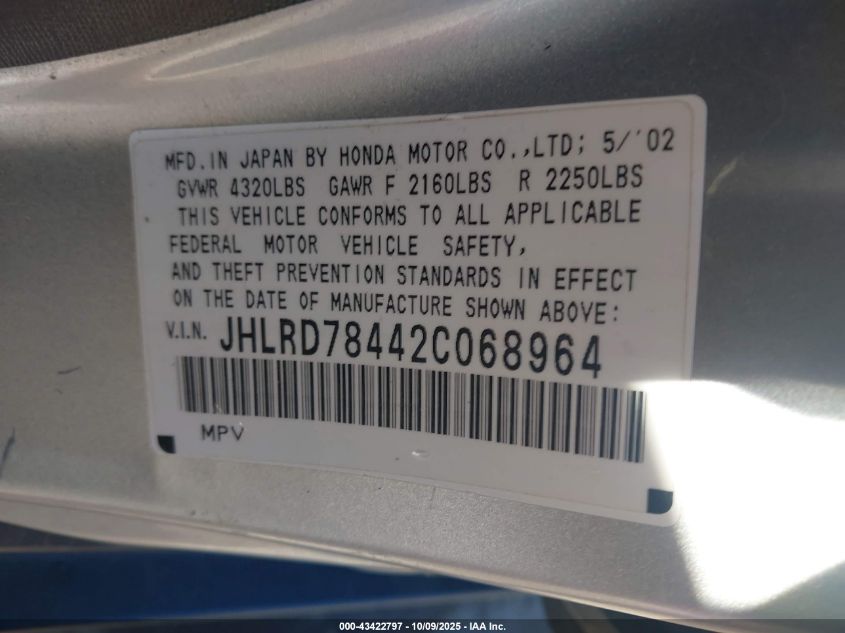 MFD. IN JAPAN BY HONDA MOTOR CO.,LTD; 5/'02
GVWR 4320LBS GAWR F 2160LBS R 2250LBS
THIS VEHICLE CONFORMS TO ALL APPLICABLE
FEDERAL MOTOR VEHICLE SAFETY,
AND THEFT PREVENTION STANDARDS IN EFFECT
ON THE DATE OF MANUFACTURE SHOWN ABOVE:
V.I.N. JHLRD78442C068964
MPV
000-43422797 - 10/09/2025 - IAA Inc.